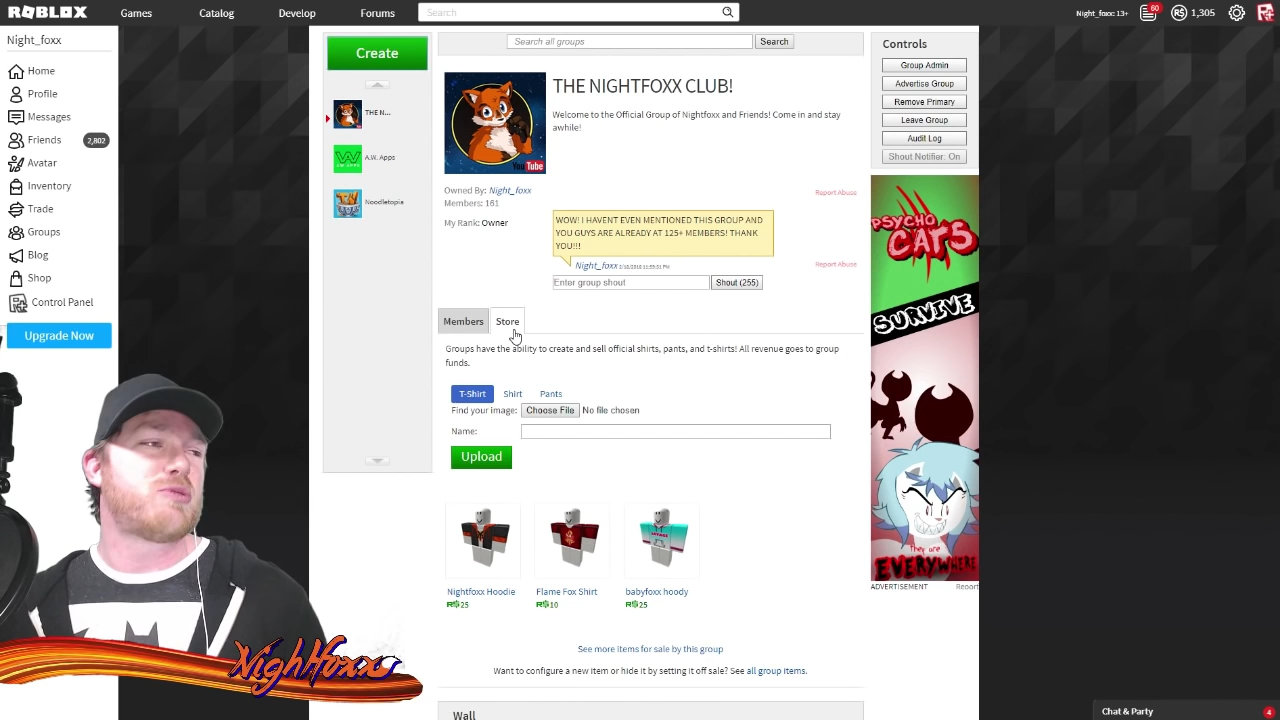 ROBLOX
Games
Catalog
Develop
Forums
Search
Night_foxx: 13+
60
R$ 1,305
Night_foxx
Home
Profile
Messages
Friends
2,802
Avatar
Inventory
Trade
Groups
Blog
Shop
Control Panel
Upgrade Now
Create
THE N...
A.W. Apps
Noodletopia
Search all groups
Search
THE NIGHTFOXX CLUB!
Welcome to the Official Group of Nightfoxx and Friends! Come in and stay
awhile!
YouTube
Owned By: Night_foxx
Members: 161
My Rank: Owner
Report Abuse
WOW! I HAVENT EVEN MENTIONED THIS GROUP AND
YOU GUYS ARE ALREADY AT 125+ MEMBERS! THANK
YOU!!!
Night_foxx
Report Abuse
Enter group shout
Shout (255)
Members
Store
Groups have the ability to create and sell official shirts, pants, and t-shirts! All revenue goes to group
funds.
T-Shirt
Shirt
Pants
Find your image:
Choose File
No file chosen
Name:
Upload
Nightfoxx Hoodie
R$25
Flame Fox Shirt
R$10
babyfoxx hoody
R$25
See more items for sale by this group
Want to configure a new item or hide it by setting it off sale? See all group items.
Wall
Controls
Group Admin
Advertise Group
Remove Primary
Leave Group
Audit Log
Shout Notifier: On
PSYCHO
CATS
SURVIVE
They are
EVERYWHERE
ADVERTISEMENT
Report
Nightfoxx
Chat & Party
4